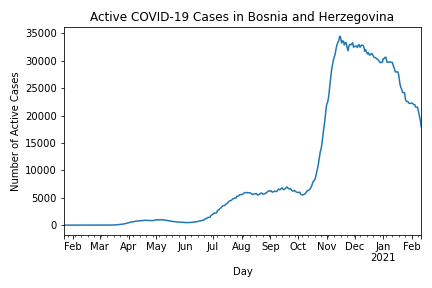 Active COVID-19 Cases in Bosnia and Herzegovina
35000
30000
25000
20000
15000
10000
5000
0
Number of Active Cases
Feb Mar Apr May Jun Jul Aug Sep Oct Nov Dec Jan Feb
2021
Day